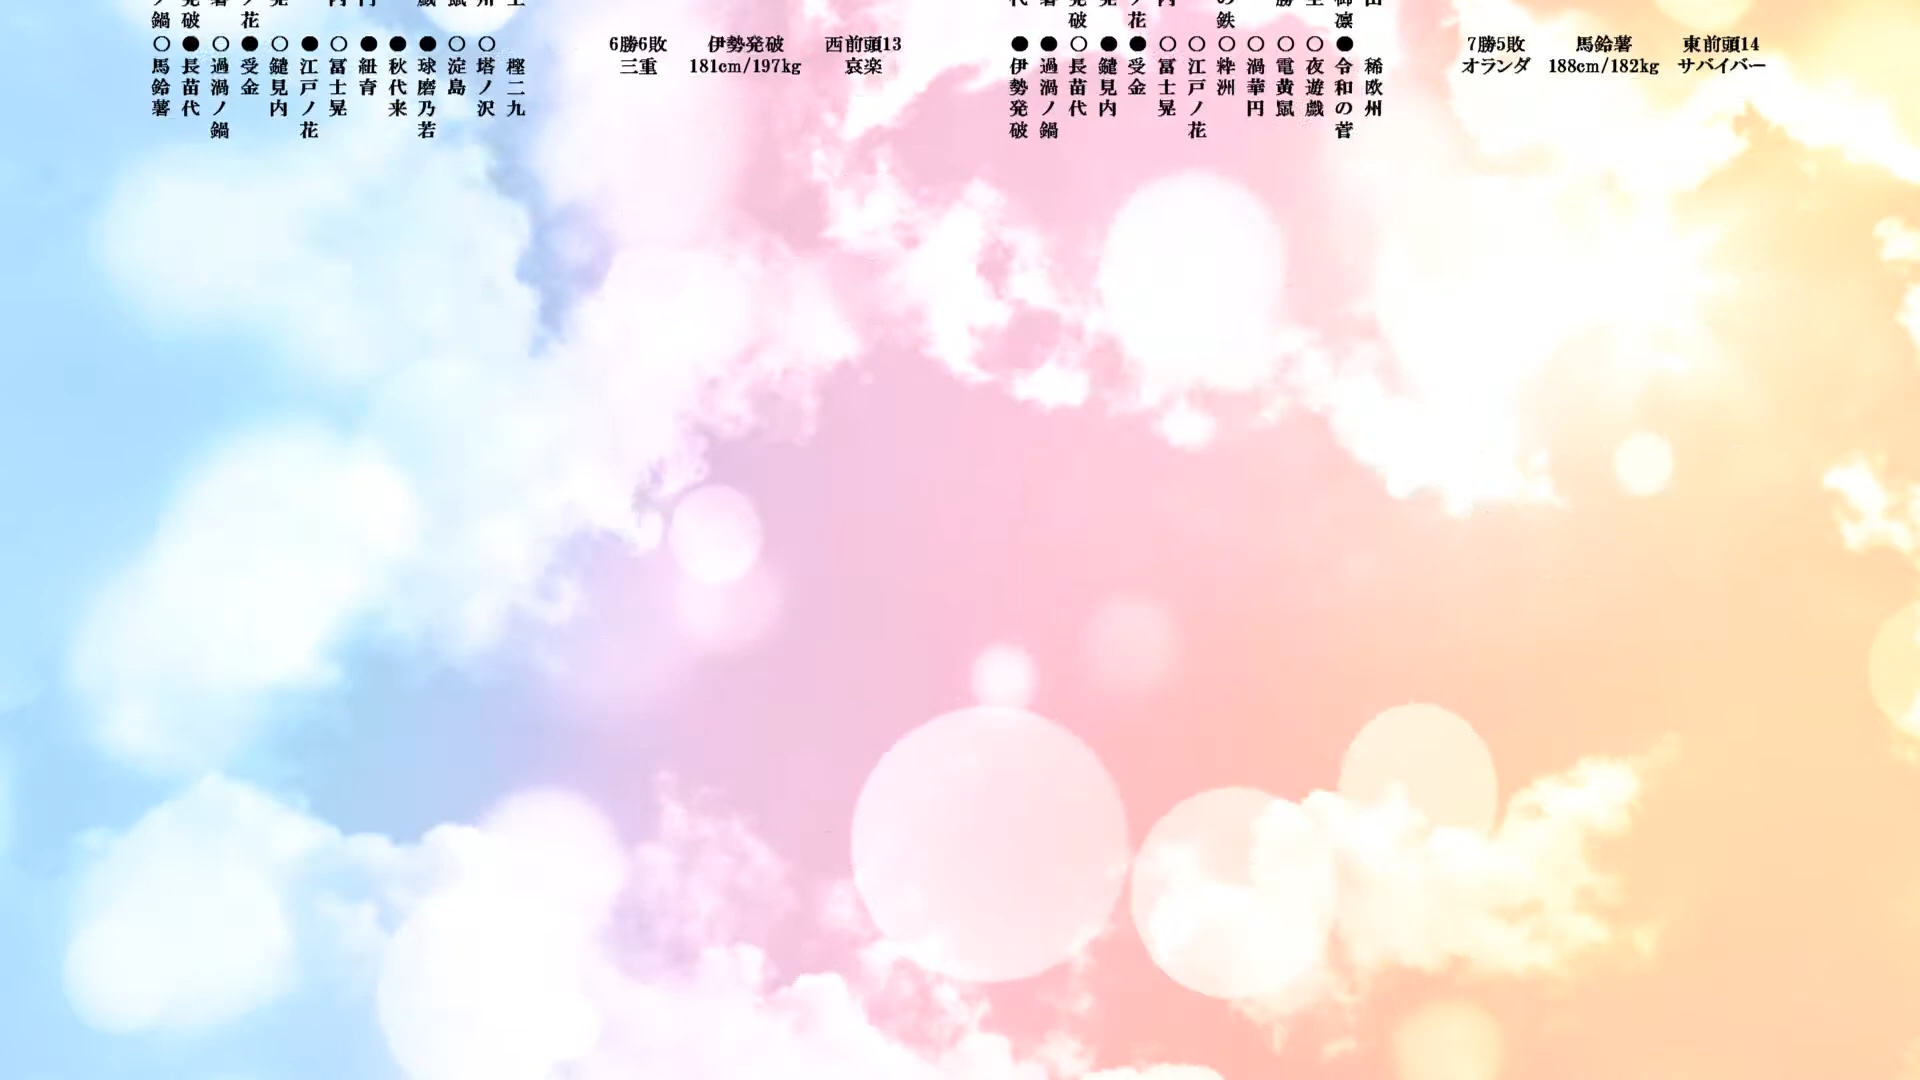 6勝6敗 伊勢発破 西前頭13
三重 181cm/197kg 哀楽
7勝5敗 馬鈴薯 東前頭14
オランダ 188cm/182kg サバイバー
○馬鈴薯
●長苗代
○過渦ノ鍋
●受金
○鑓見内
●江戸ノ花
○冨士晃
●紐育
●秋代来
●球磨乃若
○淀島
○塔ノ沢
樫二九
●伊勢発破
●過渦ノ鍋
○長苗代
●鑓見内
●受金
○冨士晃
○江戸ノ花
○粋洲
○渦華円
○電黄鼠
○夜遊戯
●令和の菅
稀欧州